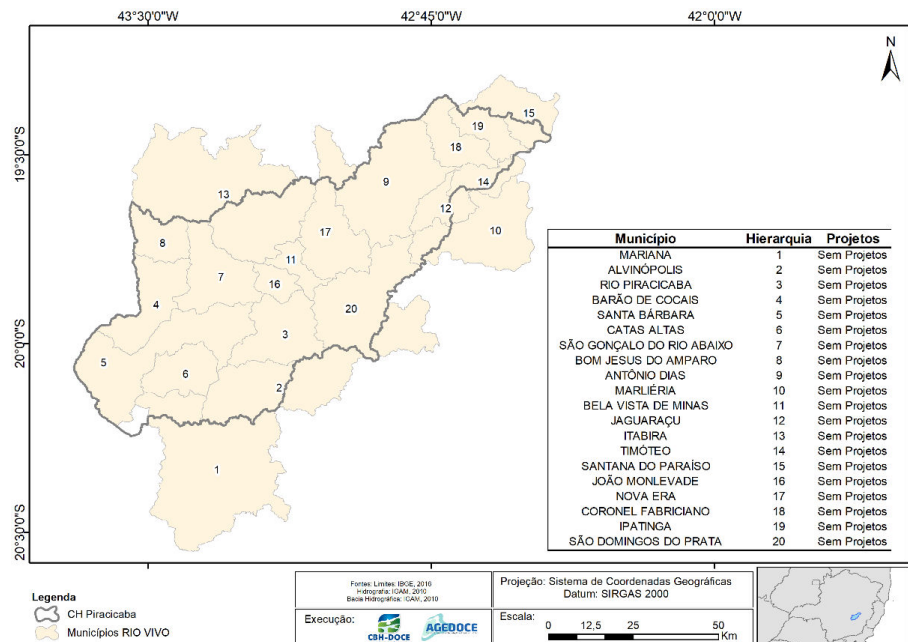 43°30'0"W 42°45'0"W 42°0'0"W
19°30'0"S
20°0'0"S
20°30'0"S
N
15
19
18
9
14
13
12
17
10
8
11
7
16
4
20
3
5
6
2
1
Município Hierarquia Projetos
MARIANA 1 Sem Projetos
ALVINÓPOLIS 2 Sem Projetos
RIO PIRACICABA 3 Sem Projetos
BARÃO DE COCAIS 4 Sem Projetos
SANTA BÁRBARA 5 Sem Projetos
CATAS ALTAS 6 Sem Projetos
SÃO GONÇALO DO RIO ABAIXO 7 Sem Projetos
BOM JESUS DO AMPARO 8 Sem Projetos
ANTÔNIO DIAS 9 Sem Projetos
MARLIÉRIA 10 Sem Projetos
BELA VISTA DE MINAS 11 Sem Projetos
JAGUARAÇU 12 Sem Projetos
ITABIRA 13 Sem Projetos
TIMÓTEO 14 Sem Projetos
SANTANA DO PARAÍSO 15 Sem Projetos
JOÃO MONLEVADE 16 Sem Projetos
NOVA ERA 17 Sem Projetos
CORONEL FABRICIANO 18 Sem Projetos
IPATINGA 19 Sem Projetos
SÃO DOMINGOS DO PRATA 20 Sem Projetos
Legenda
CH Piracicaba
Municípios RIO VIVO
Fontes: Limites: IBGE, 2016
Hidrografia: IGAM, 2010
Bacia Hidrográfica: IGAM, 2010
Execução:
CBH-DOCE
AGEDOCE
Projeção: Sistema de Coordenadas Geográficas
Datum: SIRGAS 2000
Escala:
0 12,5 25 50
Km